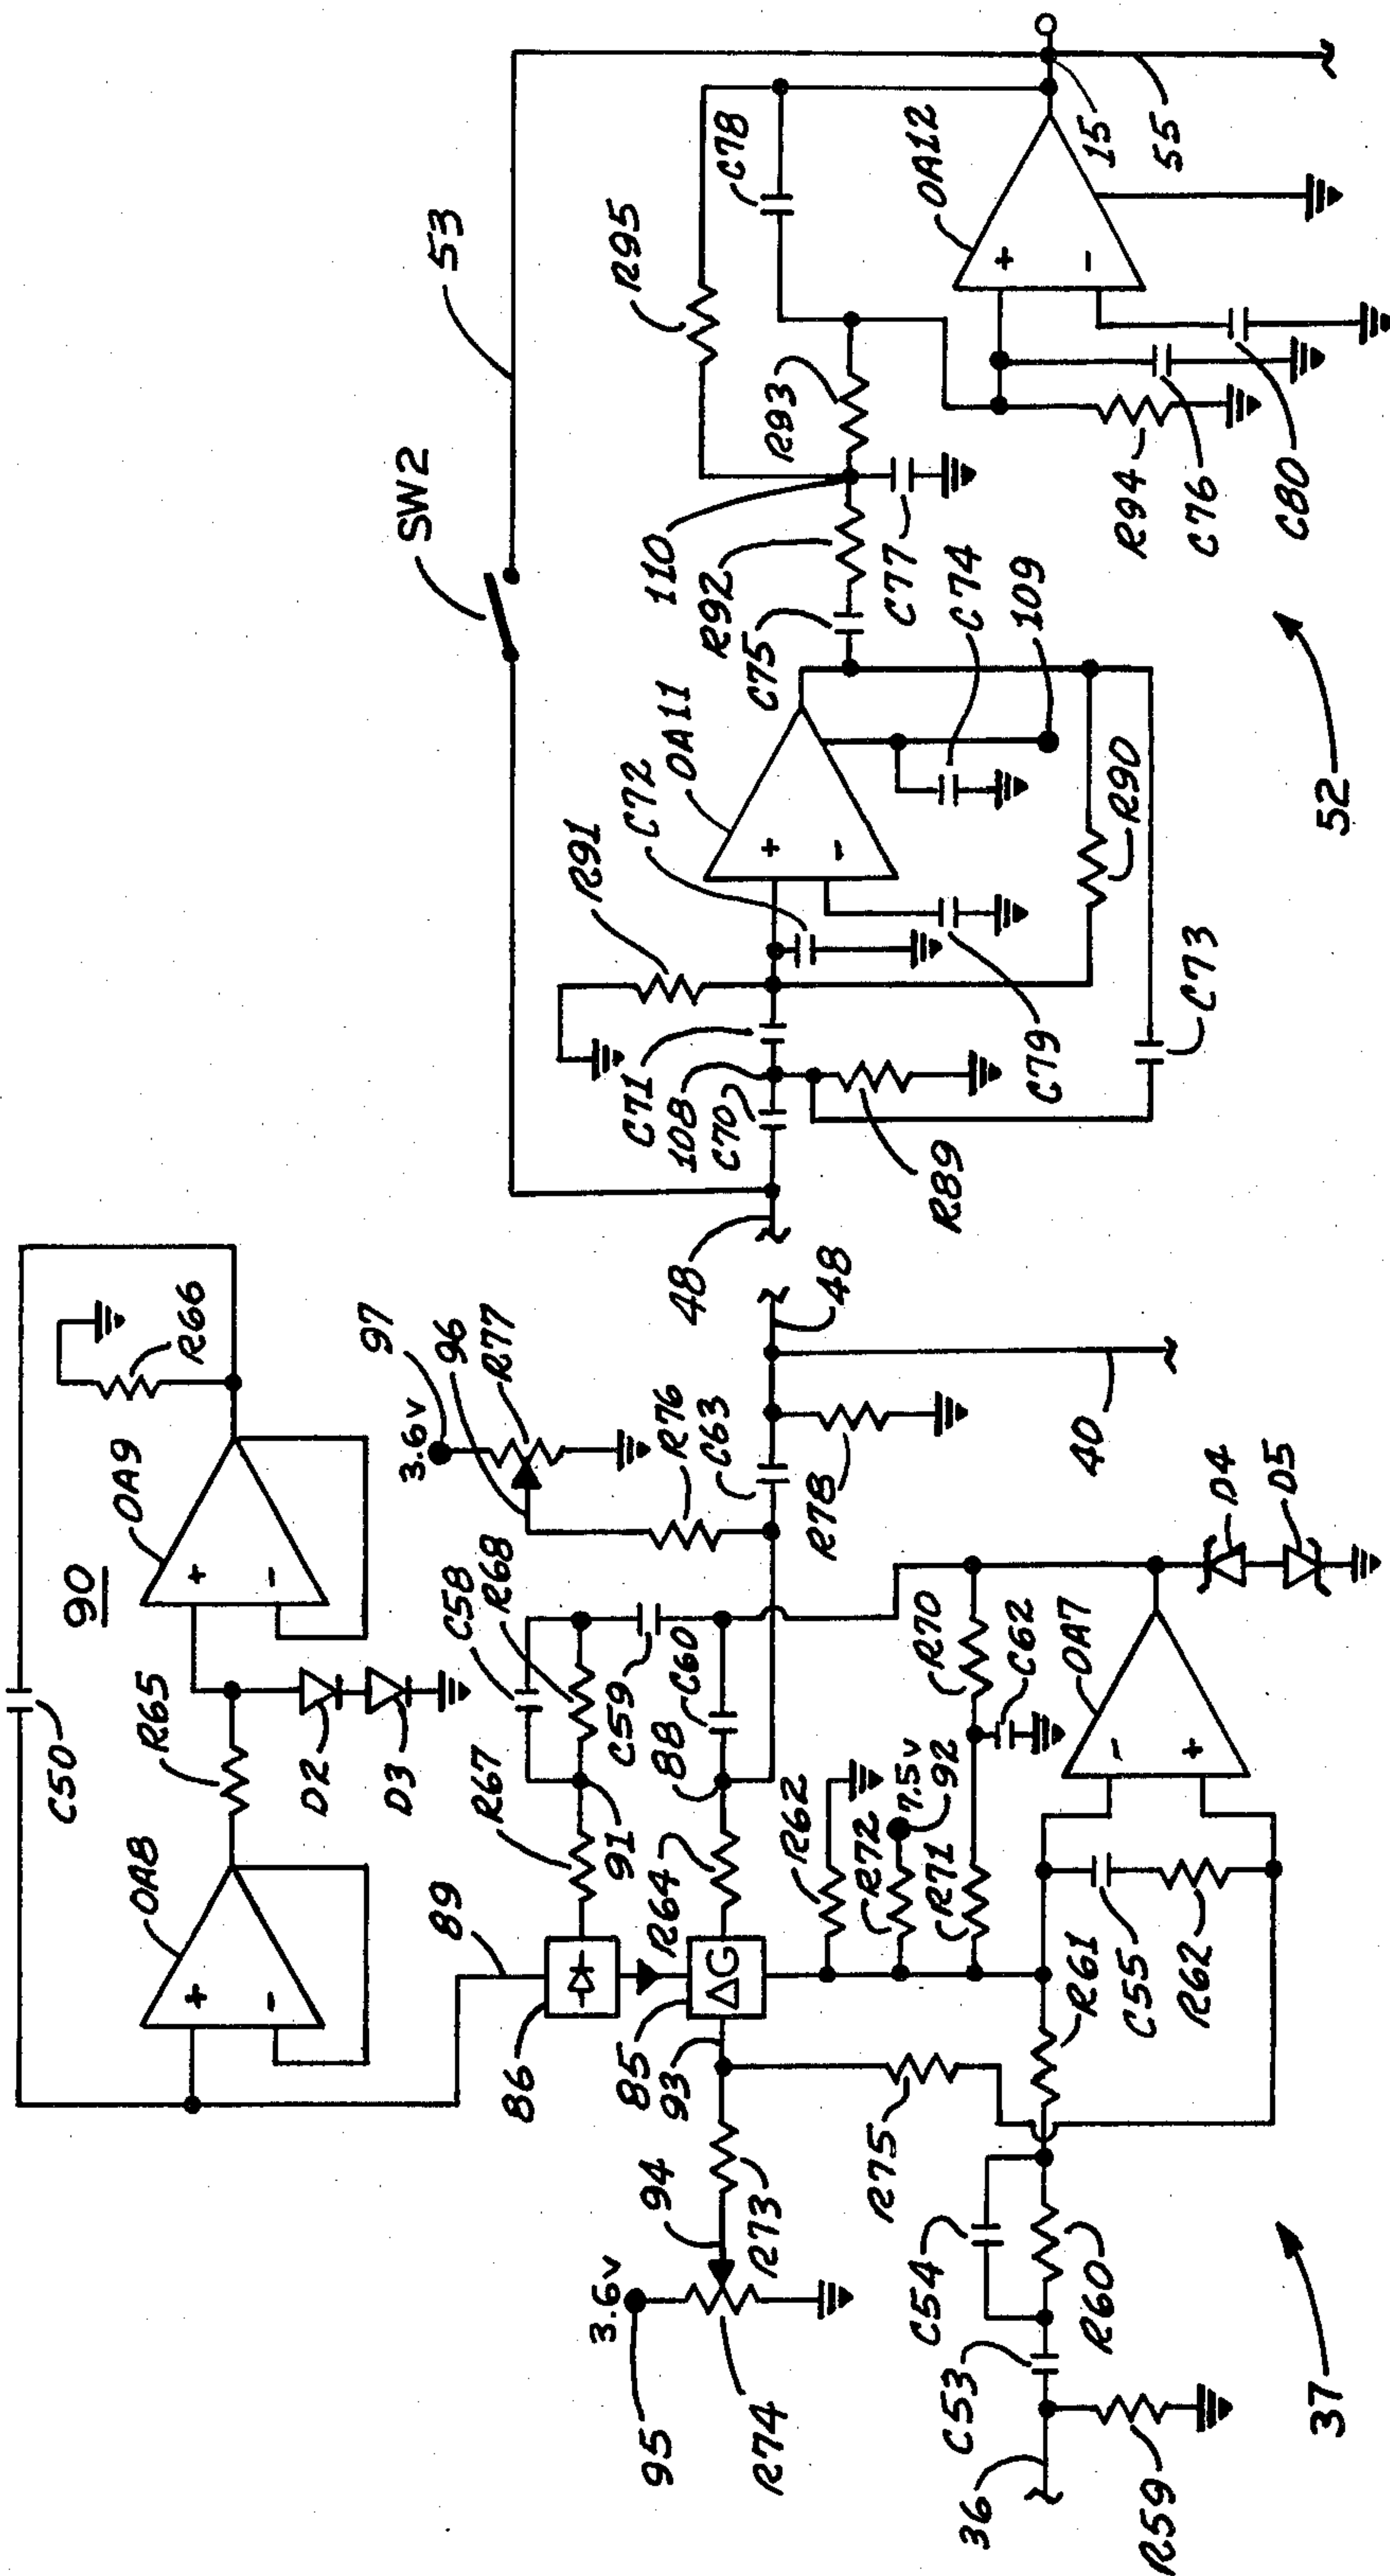 C50
90
OA8
R65
OA9
R66
D2
D3
97
3.6v
96
R77
R76
C63
89
R67
C58
R68
C59
C60
91
88
R64
86
85
ΔG
93
94
3.6v
95
R74
R73
R75
R62
R72
7.5v
92
R71
R70
C62
OA7
-
+
R78
48
40
D4
D5
R61
C55
R62
C54
C53
R60
36
R59
37
SW2
53
48
C71
108
C70
R89
R91
C72
OA11
+
-
C79
C73
R90
C74
109
C75
R92
110
C77
R93
R95
C78
OA12
+
-
15
55
R94
C76
C80
52
+
-
+
-